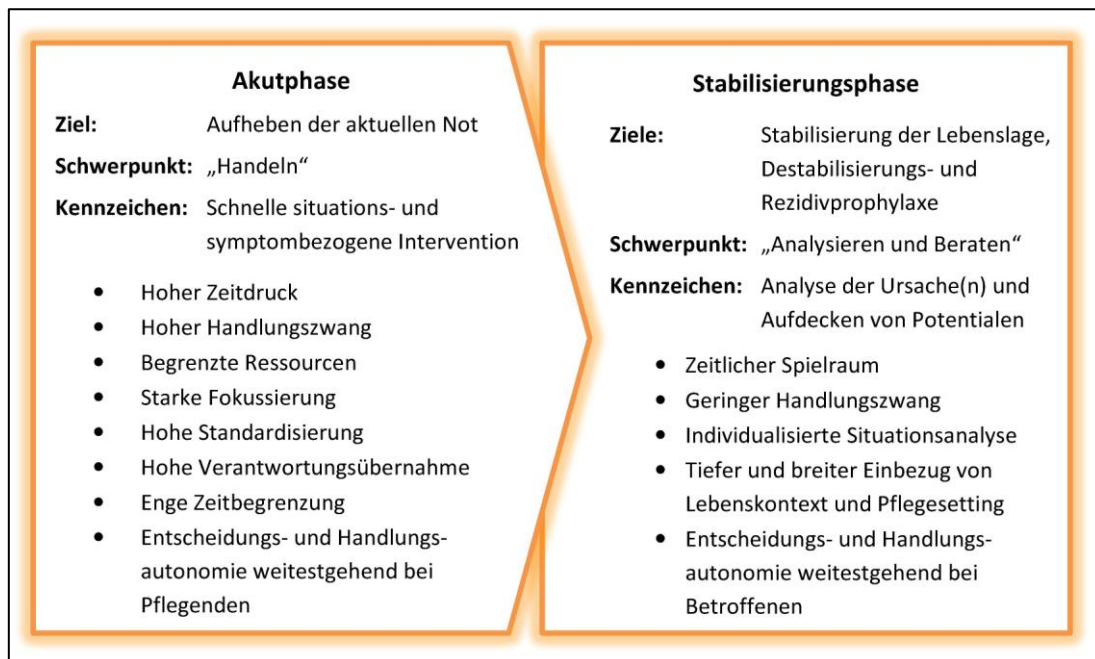 Akutphase
Ziel: Aufheben der aktuellen Not
Schwerpunkt: „Handeln“
Kennzeichen: Schnelle situations- und
symptombezogene Intervention
• Hoher Zeitdruck
• Hoher Handlungszwang
• Begrenzte Ressourcen
• Starke Fokussierung
• Hohe Standardisierung
• Hohe Verantwortungsübernahme
• Enge Zeitbegrenzung
• Entscheidungs- und Handlungs-
autonomie weitestgehend bei
Pflegenden
Stabilisierungsphase
Ziele: Stabilisierung der Lebenslage,
Destabilisierungs- und
Rezidivprophylaxe
Schwerpunkt: „Analysieren und Beraten“
Kennzeichen: Analyse der Ursache(n) und
Aufdecken von Potentialen
• Zeitlicher Spielraum
• Geringer Handlungszwang
• Individualisierte Situationsanalyse
• Tiefer und breiter Einbezug von
Lebenskontext und Pflegesetting
• Entscheidungs- und Handlungs-
autonomie weitestgehend bei
Betroffenen